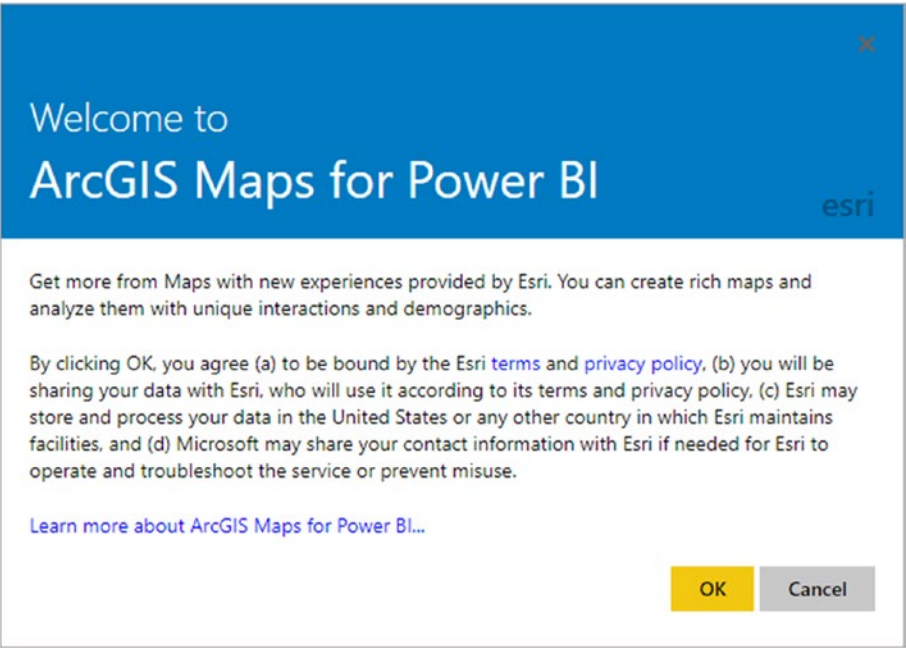 Welcome to
ArcGIS Maps for Power BI
esri
Get more from Maps with new experiences provided by Esri. You can create rich maps and
analyze them with unique interactions and demographics.
By clicking OK, you agree (a) to be bound by the Esri terms and privacy policy, (b) you will be
sharing your data with Esri, who will use it according to its terms and privacy policy, (c) Esri may
store and process your data in the United States or any other country in which Esri maintains
facilities, and (d) Microsoft may share your contact information with Esri if needed for Esri to
operate and troubleshoot the service or prevent misuse.
Learn more about ArcGIS Maps for Power BI...
OK Cancel